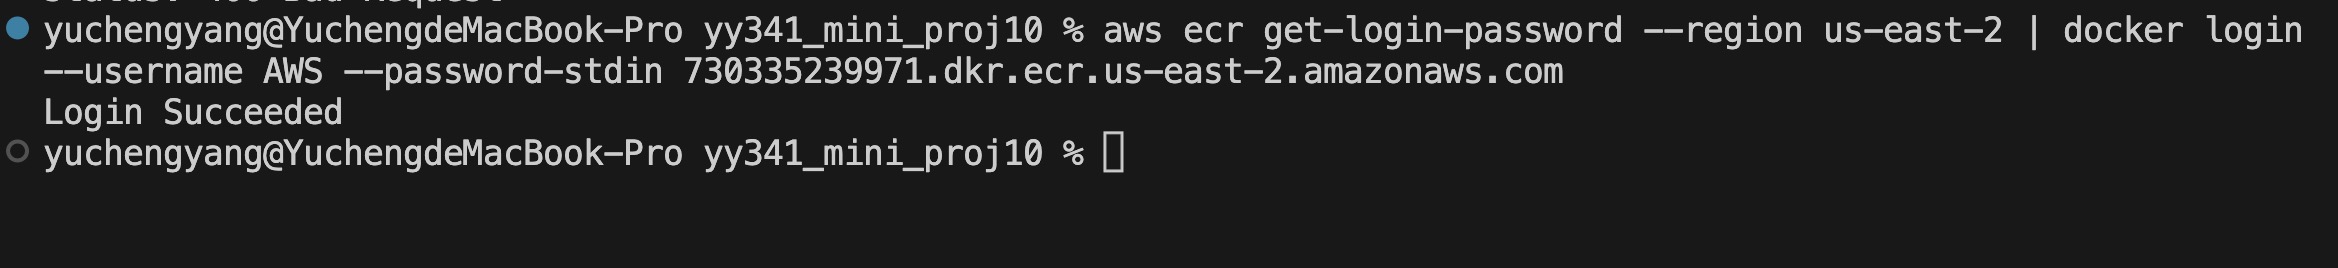 yuchengyang@YuchengdeMacBook-Pro yy341_mini_proj10 % aws ecr get-login-password --region us-east-2 | docker login
--username AWS --password-stdin 730335239971.dkr.ecr.us-east-2.amazonaws.com
Login Succeeded
yuchengyang@YuchengdeMacBook-Pro yy341_mini_proj10 %